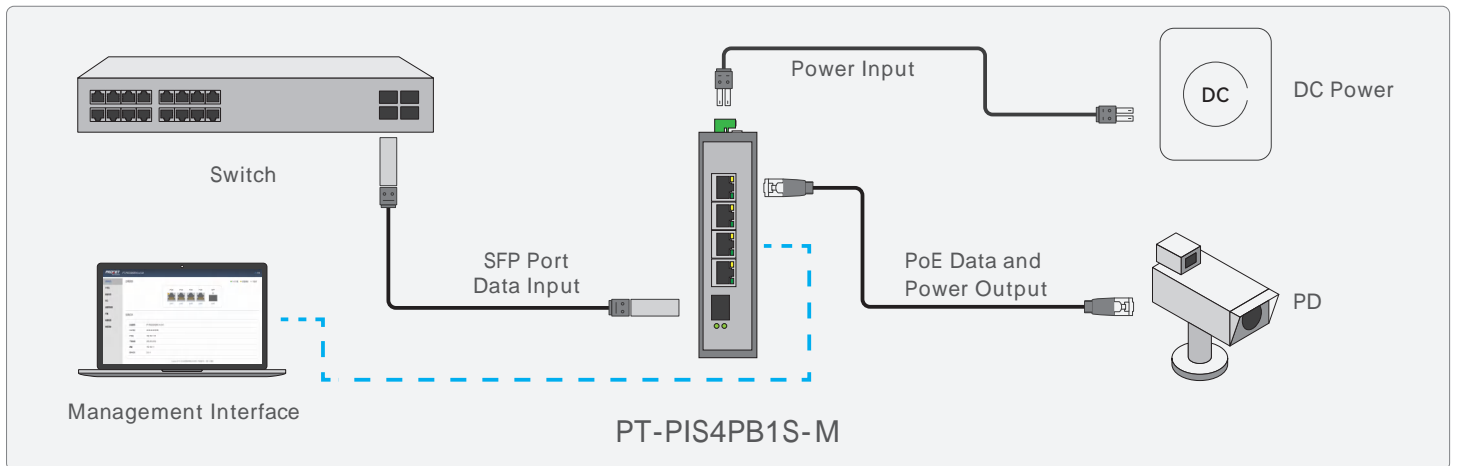 Power Input
DC
DC Power
Switch
SFP Port
Data Input
PoE Data and
Power Output
PD
Management Interface
PT-PIS4PB1S-M